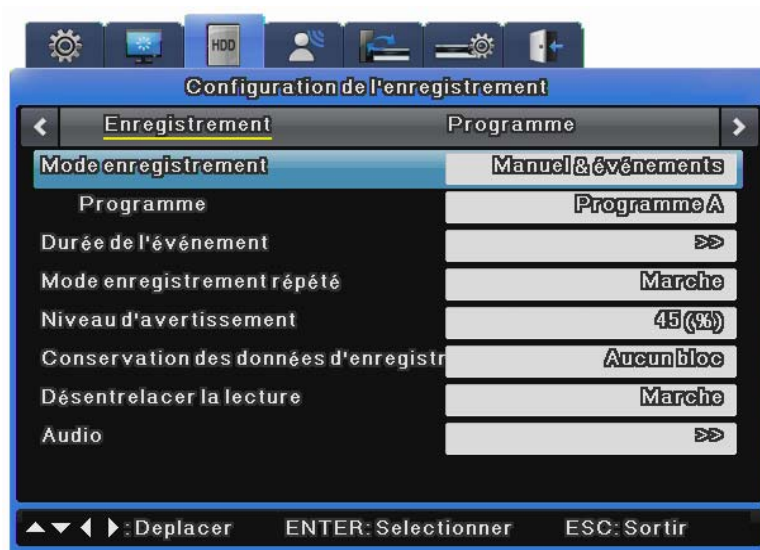 HDD
Configuration de l'enregistrement
Enregistrement Programme
Mode enregistrement Manuel & événements
Programme Programme A
Durée de l'événement >>
Mode enregistrement répété Marche
Niveau d'avertissement 45 (%)
Conservation des données d'enregistr Aucun bloc
Désentrelacer la lecture Marche
Audio >>
:Deplacer ENTER:Selectionner ESC:Sortir